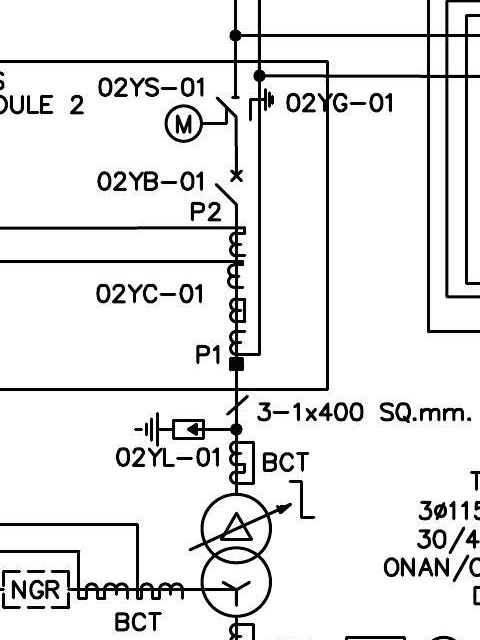 S
02YS-01
DULE 2
02YG-01
M
02YB-01
P2
02YC-01
P1
3-1x400 SQ.mm.
02YL-01
BCT
T
3ø115
30/4
ONAN/O
NGR
BCT